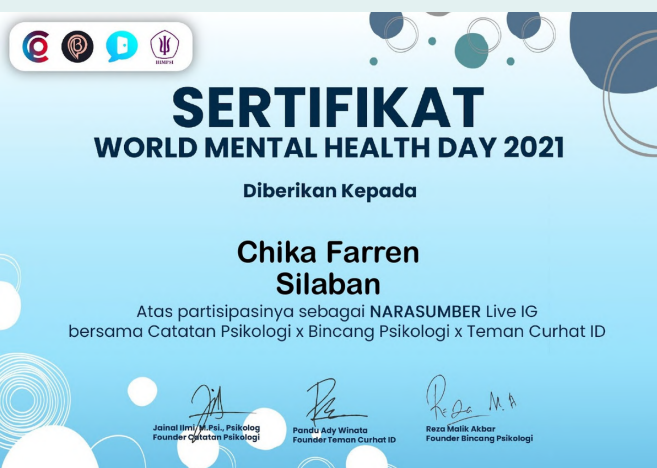 HIMPSI
SERTIFIKAT
WORLD MENTAL HEALTH DAY 2021
Diberikan Kepada
Chika Farren
Silaban
Atas partisipasinya sebagai NARASUMBER Live IG
bersama Catatan Psikologi x Bincang Psikologi x Teman Curhat ID
Reza M A
Jainal Ilmi, M.Psi., Psikolog
Founder Catatan Psikologi
Pandu Ady Winata
Founder Teman Curhat ID
Reza Malik Akbar
Founder Bincang Psikologi